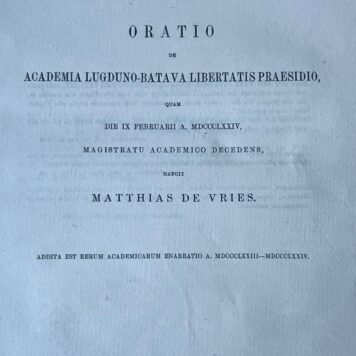 ORATIO
DE
ACADEMIA LUGDUNO-BATAVA LIBERTATIS PRAESIDIO,
QUAM
DIE IX FEBRUARII A. MDCCCLXXIV,
MAGISTRATU ACADEMICO DECEDENS,
HABUIT
MATTHIAS DE VRIES.
ADDITA EST RERUM ACADEMICARUM ENARRATIO A. MDCCCLXXIII—MDCCCLXXIV.